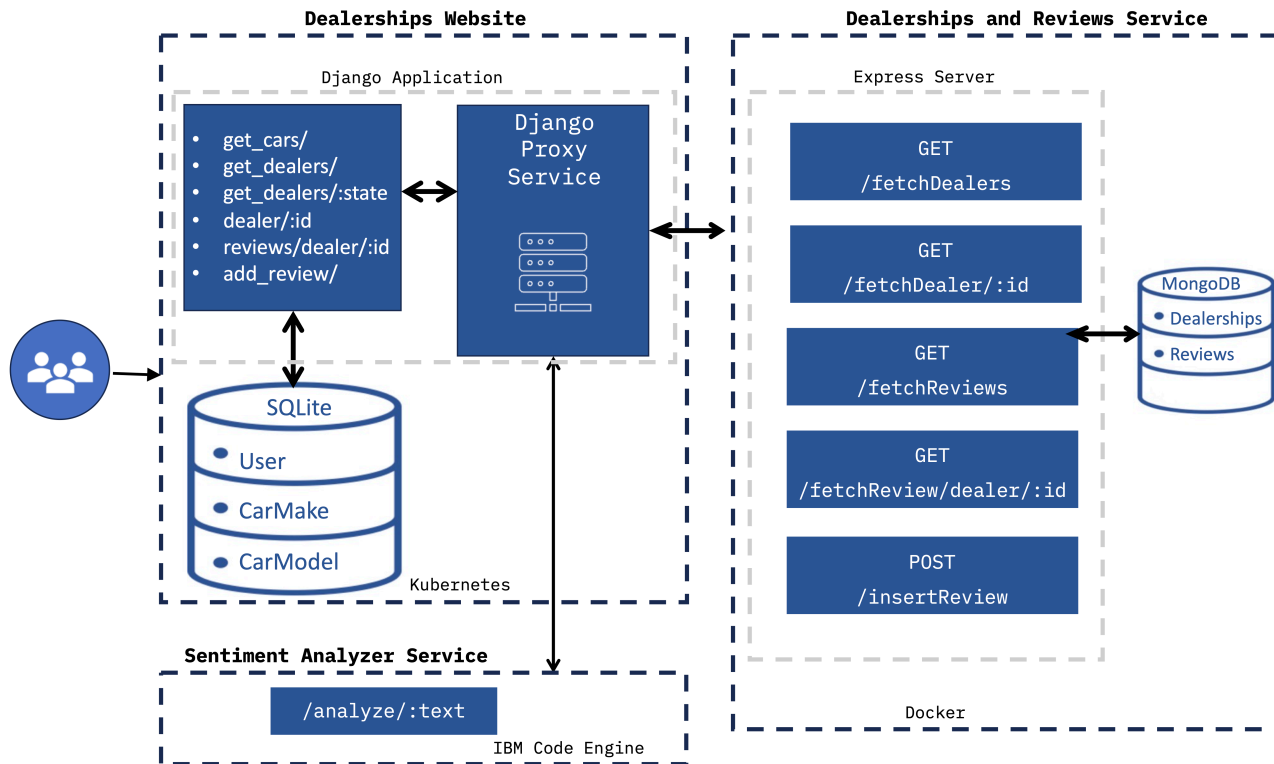 Dealerships Website
Django Application
• get_cars/
• get_dealers/
• get_dealers/:state
• dealer/:id
• reviews/dealer/:id
• add_review/
Django
Proxy
Service
SQLite
• User
• CarMake
• CarModel
Kubernetes
Sentiment Analyzer Service
/analyze/:text
IBM Code Engine
Dealerships and Reviews Service
Express Server
GET
/fetchDealers
GET
/fetchDealer/:id
GET
/fetchReviews
GET
/fetchReview/dealer/:id
POST
/insertReview
MongoDB
• Dealerships
• Reviews
Docker